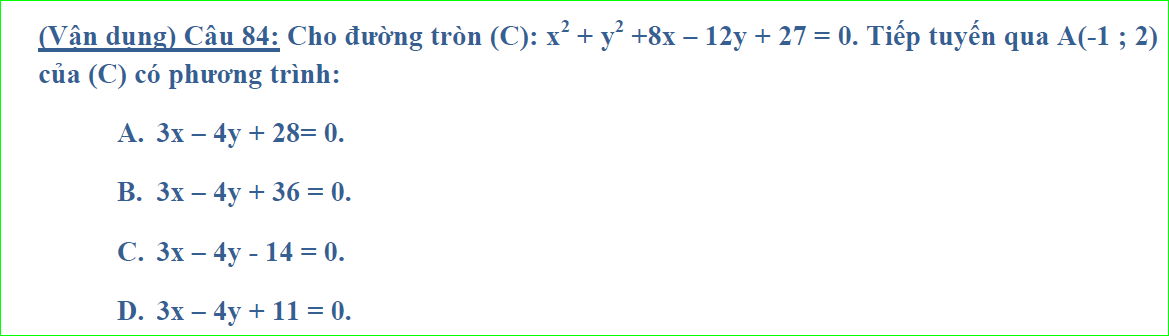 (Vận dụng) Câu 84: Cho đường tròn (C): x² + y² +8x – 12y + 27 = 0. Tiếp tuyến qua A(-1 ; 2)
của (C) có phương trình:
A. 3x – 4y + 28= 0.
B. 3x – 4y + 36 = 0.
C. 3x – 4y - 14 = 0.
D. 3x – 4y + 11 = 0.